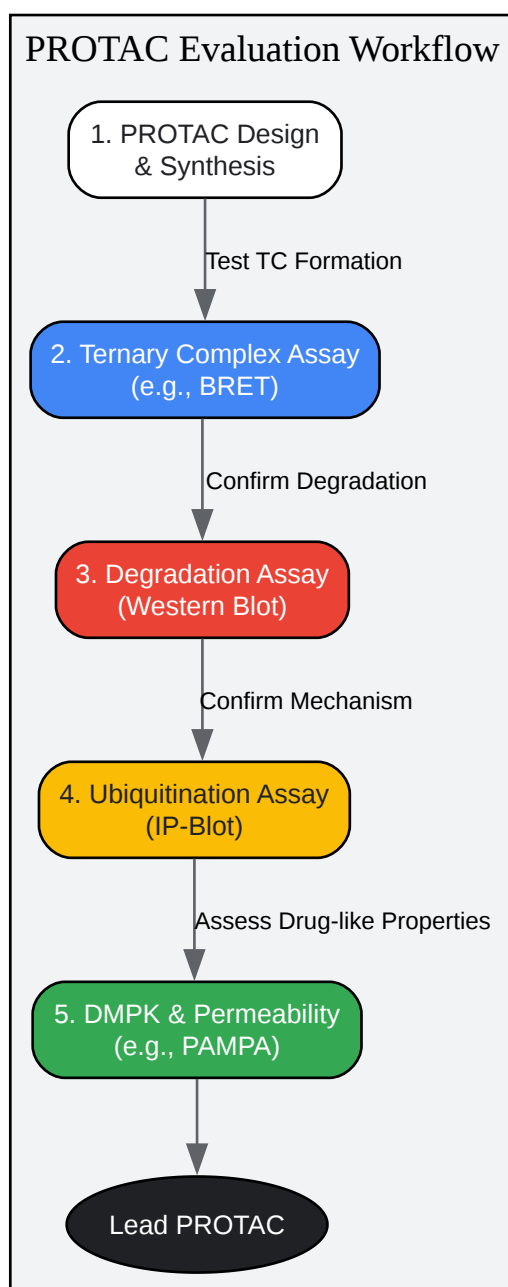 PROTAC Evaluation Workflow
1. PROTAC Design
& Synthesis
Test TC Formation
2. Ternary Complex Assay
(e.g., BRET)
Confirm Degradation
3. Degradation Assay
(Western Blot)
Confirm Mechanism
4. Ubiquitination Assay
(IP-Blot)
Assess Drug-like Properties
5. DMPK & Permeability
(e.g., PAMPA)
Lead PROTAC